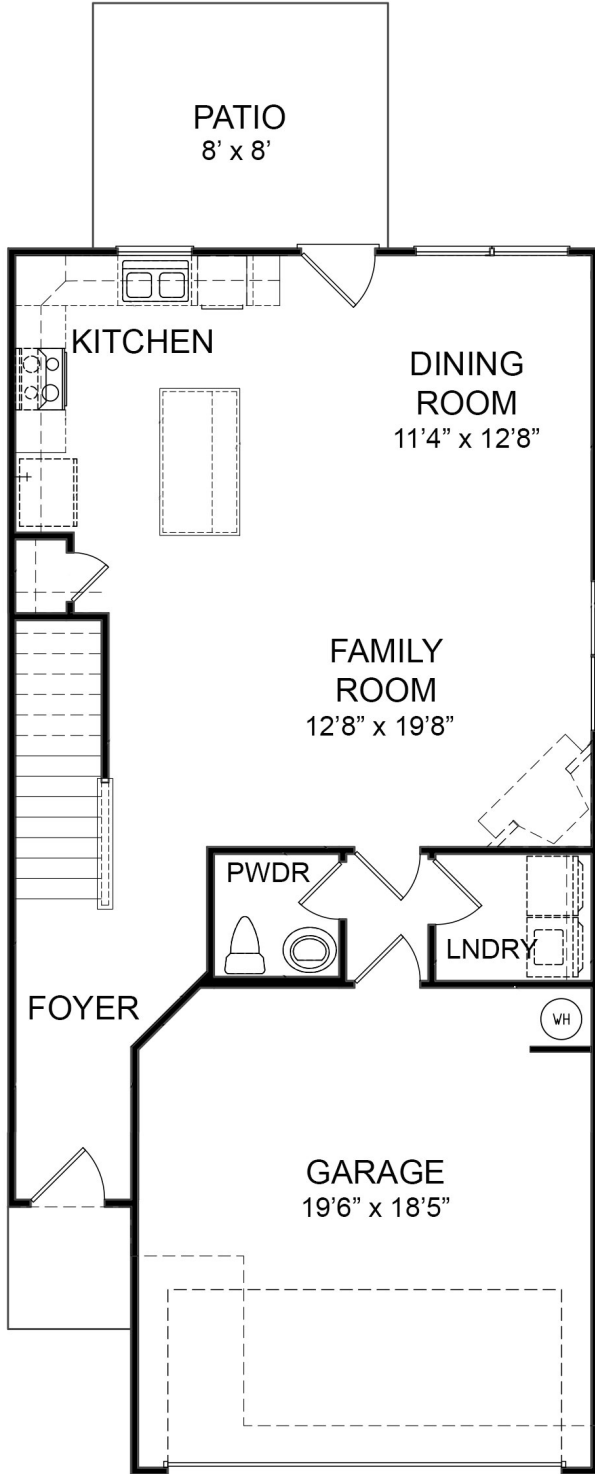 PATIO
8’ x 8’
KITCHEN
DINING
ROOM
11’4” x 12’8”
FAMILY
ROOM
12’8” x 19’8”
PWDR
LNDRY
FOYER
WH
GARAGE
19’6” x 18’5”